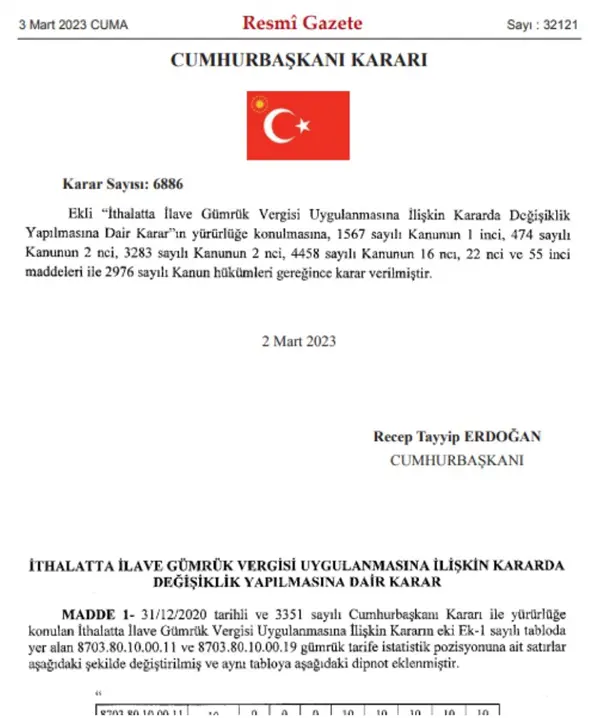 3 Mart 2023 CUMA
Resmî Gazete
Sayı : 32121
CUMHURBAŞKANI KARARI
Karar Sayısı: 6886
Ekli “İthalatta İlave Gümrük Vergisi Uygulanmasına İlişkin Kararda Değişiklik
Yapılmasına Dair Karar”ın yürürlüğe konulmasına, 1567 sayılı Kanunun 1 inci, 474 sayılı
Kanunun 2 nci, 3283 sayılı Kanunun 2 nci, 4458 sayılı Kanunun 16 ncı, 22 nci ve 55 inci
maddeleri ile 2976 sayılı Kanun hükümleri gereğince karar verilmiştir.
2 Mart 2023
Recep Tayyip ERDOĞAN
CUMHURBAŞKANI
İTHALATTA İLAVE GÜMRÜK VERGİSİ UYGULANMASINA İLİŞKİN KARARDA
DEĞİŞİKLİK YAPILMASINA DAİR KARAR
MADDE 1- 31/12/2020 tarihli ve 3351 sayılı Cumhurbaşkanı Kararı ile yürürlüğe
konulan İthalatta İlave Gümrük Vergisi Uygulanmasına İlişkin Kararın eki Ek-1 sayılı tabloda
yer alan 8703.80.10.00.11 ve 8703.80.10.00.19 gümrük tarife istatistik pozisyonuna ait satırlar
aşağıdaki şekilde değiştirilmiş ve aynı tabloya aşağıdaki dipnot eklenmiştir.
“
8703.80.10.00.11